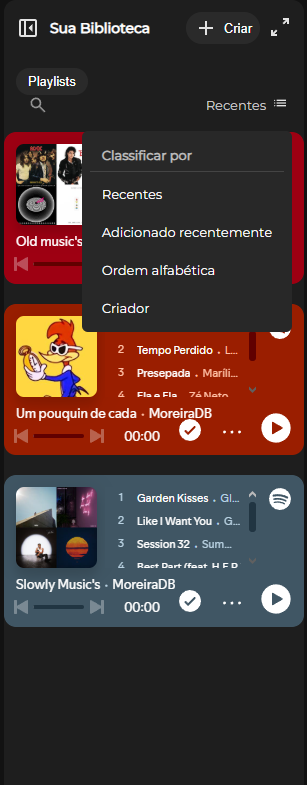 Sua Biblioteca
Criar
Playlists
Recentes
Classificar por
Recentes
Adicionado recentemente
Ordem alfabética
Criador
Old music's
2 Tempo Perdido . L...
3 Presepada . Maríli...
4 Ela e Ela . Zé Neto
Um pouquin de cada · MoreiraDB
00:00
1 Garden Kisses . Gi...
2 Like I Want You . G...
3 Session 32 . Sum...
4 Best Part (feat. H.E.R
Slowly Music's · MoreiraDB
00:00